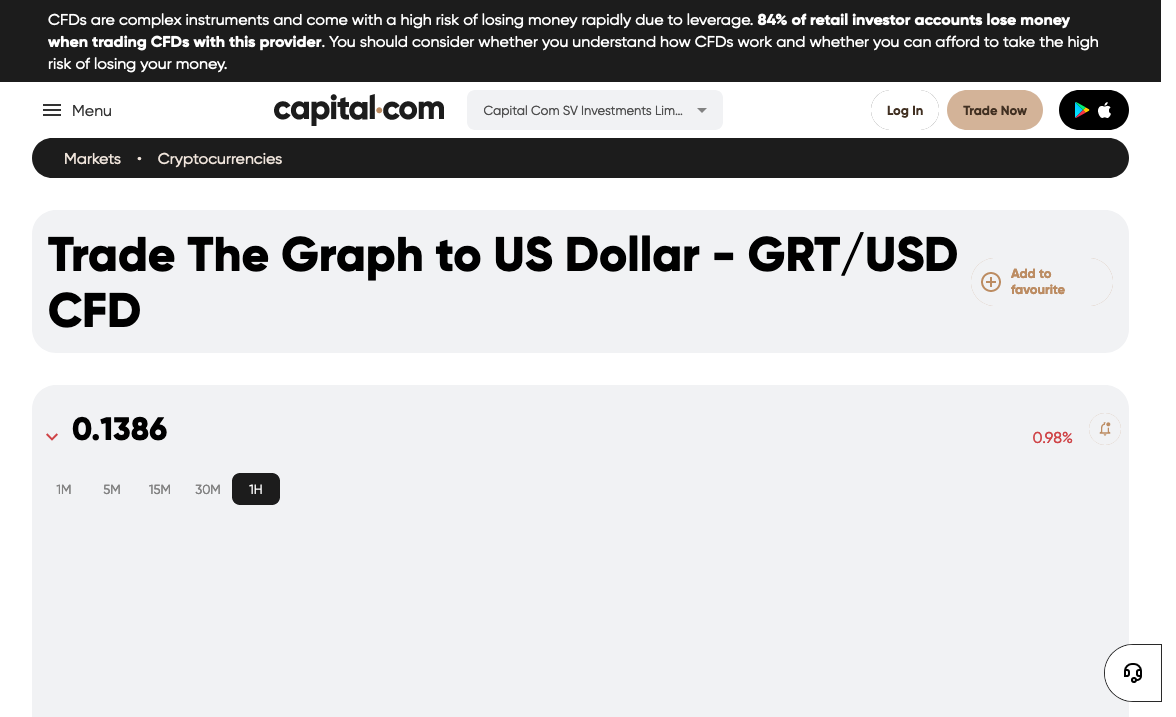 CFDs are complex instruments and come with a high risk of losing money rapidly due to leverage. 84% of retail investor accounts lose money
when trading CFDs with this provider. You should consider whether you understand how CFDs work and whether you can afford to take the high
risk of losing your money.
Menu
capital.com
Capital Com SV Investments Lim...
Log In
Trade Now
Markets • Cryptocurrencies
Trade The Graph to US Dollar - GRT/USD
CFD
Add to
favourite
0.1386
0.98%
1M 5M 15M 30M 1H